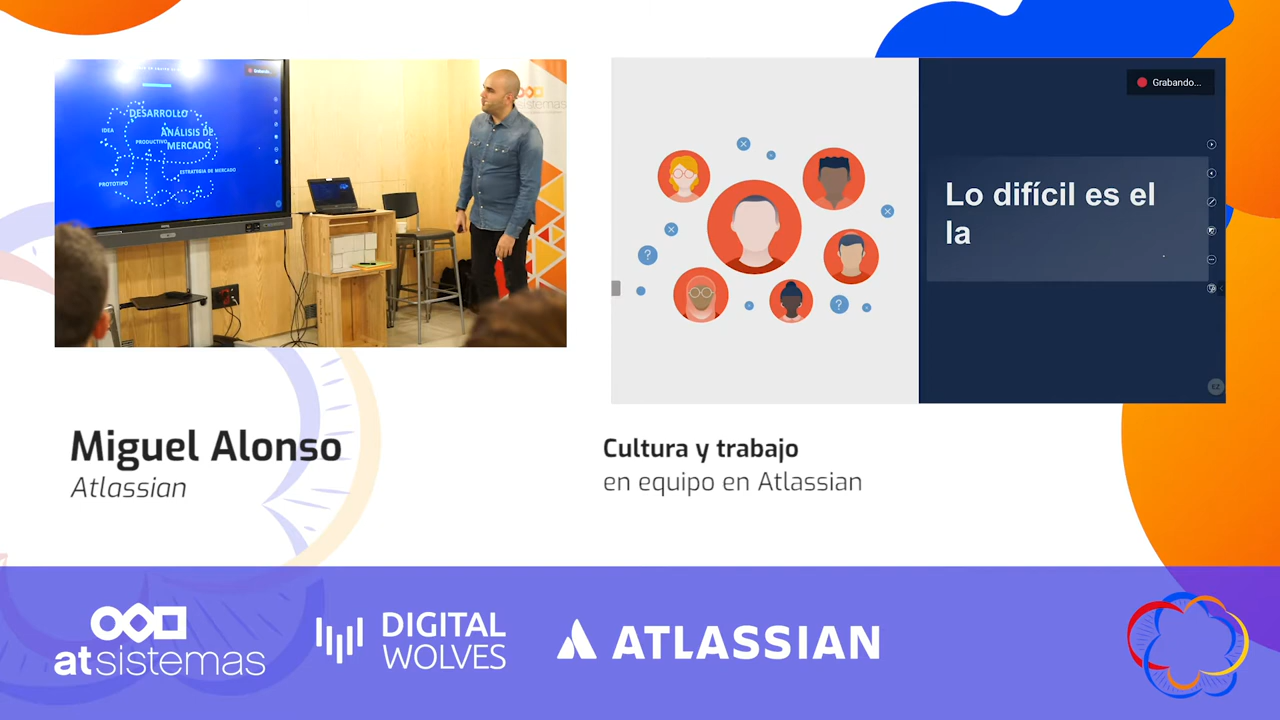 DESARROLLO
IDEA
ANÁLISIS DE
PRODUCTIVO
MERCADO
ESTRATEGIA DE MERCADO
PROTOTIPO
sistemas
Grabando...
Lo difícil es el
la
KZ
Miguel Alonso
Atlassian
Cultura y trabajo
en equipo en Atlassian
atsistemas
DIGITAL
WOLVES
ATLASSIAN